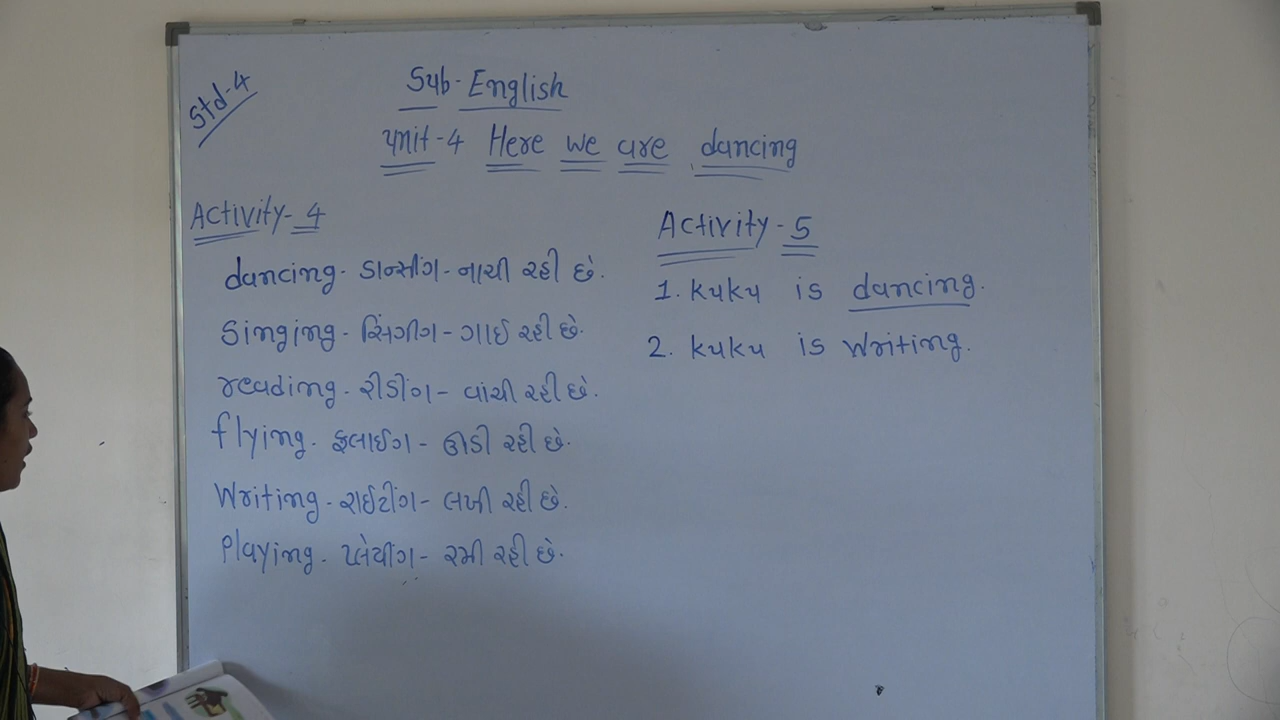 Std-4
Sub-English
Unit-4 Here we are dancing
Activity-4
dancing- ડાન્સીંગ-નાચી રહી છે.
Singing- સિંગીંગ-ગાઈ રહી છે.
reading- રીડીંગ- વાંચી રહી છે.
flying- ફલાઈંગ- ઊડી રહી છે.
Writing- રાઈટીંગ- લખી રહી છે.
Playing- પ્લેયીંગ- રમી રહી છે.
Activity-5
1. kuku is dancing.
2. kuku is Writing.